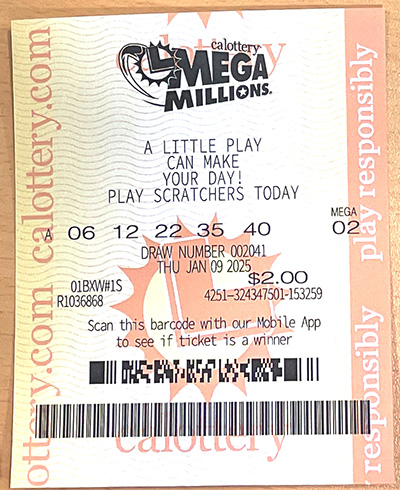 calottery
MEGA
MILLIONS.
A LITTLE PLAY
CAN MAKE
YOUR DAY!
PLAY SCRATCHERS TODAY
MEGA
A 06 12 22 35 40 02
DRAW NUMBER 002041
THU JAN 09 2025
$2.00
01BXW#1S
R1036868 4251-324347501-153259
Scan this barcode with our Mobile App
to see if ticket is a winner
calottery
calottery.com calottery.com
play responsibly
responsibly